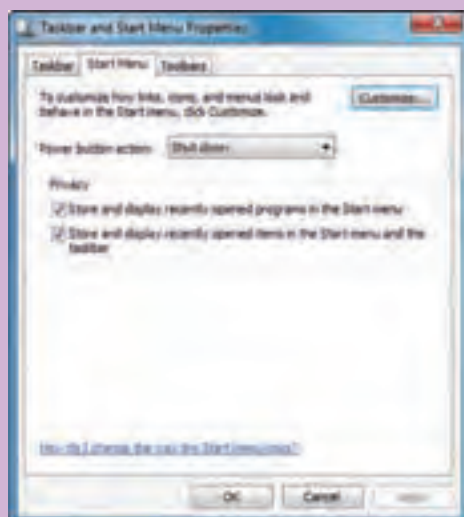 Taskbar and Start Menu Properties
Taskbar Start Menu Toolbars
To customize how links, icons, and menus look and Customize...
behave in the Start menu, click Customize.
Power button action: Shut down
Privacy
Store and display recently opened programs in the Start menu
Store and display recently opened items in the Start menu and the
taskbar
How do I change the way the Start menu looks?
OK Cancel Apply